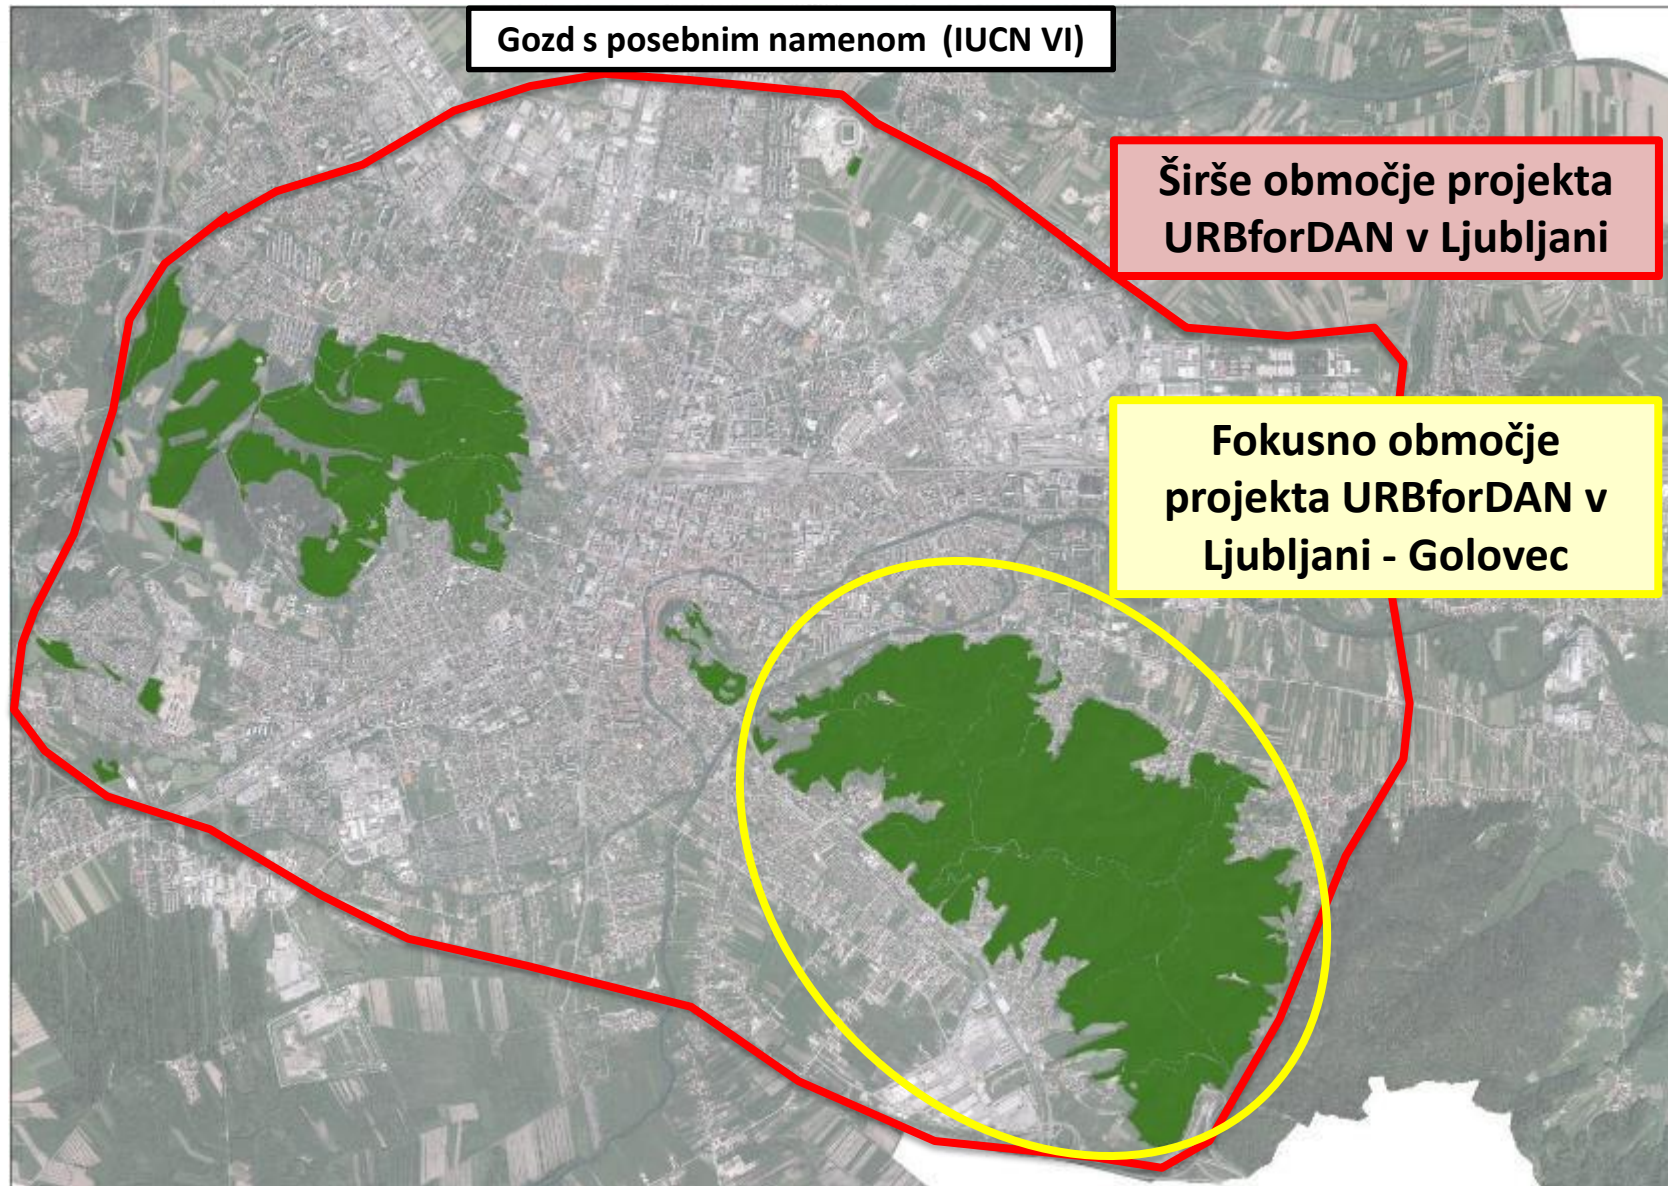 Gozd s posebnim namenom (IUCN VI)
Širše območje projekta
URBforDAN v Ljubljani
Fokusno območje
projekta URBforDAN v
Ljubljani - Golovec